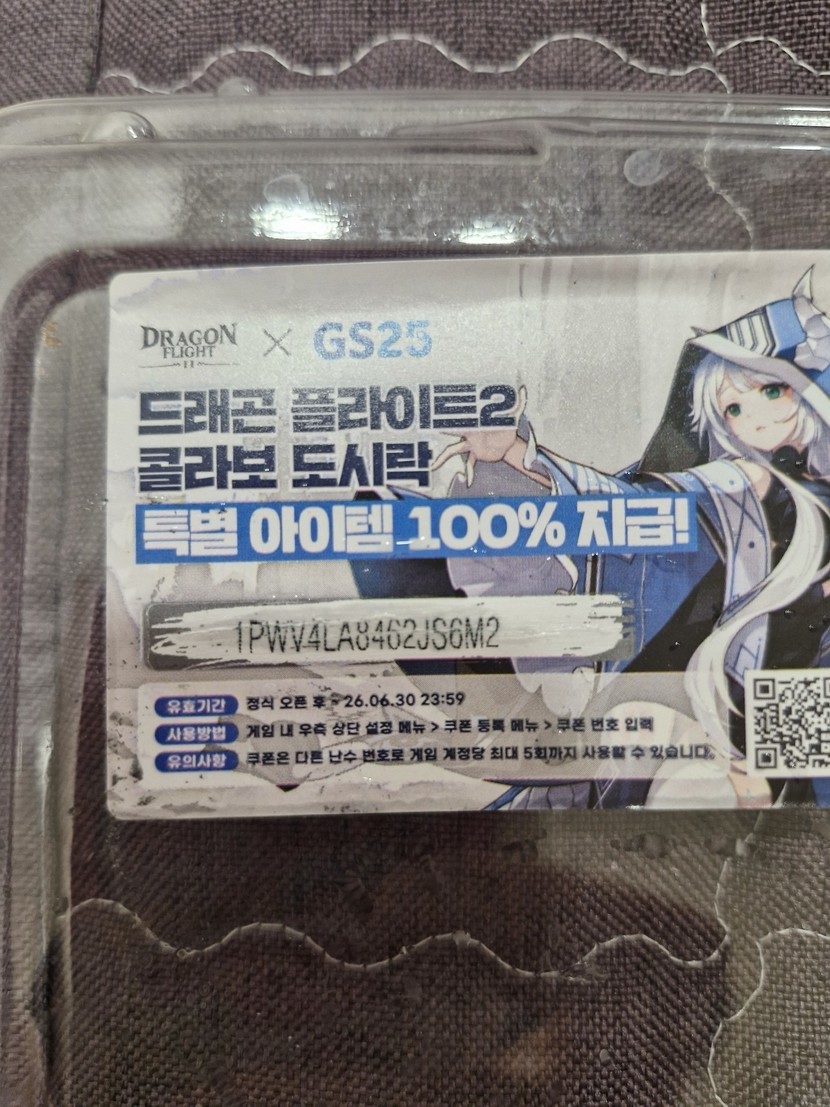 DRAGON
FLIGHT
II
× GS25
드래곤 플라이트2
콜라보 도시락
특별 아이템 100% 지급!
1PWV4LA8462JS6M2
유효기간 정식 오픈 후 ~ 26.06.30 23:59
사용방법 게임 내 우측 상단 설정 메뉴 > 쿠폰 등록 메뉴 > 쿠폰 번호 입력
유의사항 쿠폰은 다른 난수 번호로 게임 계정당 최대 5회까지 사용할 수 있습니다.